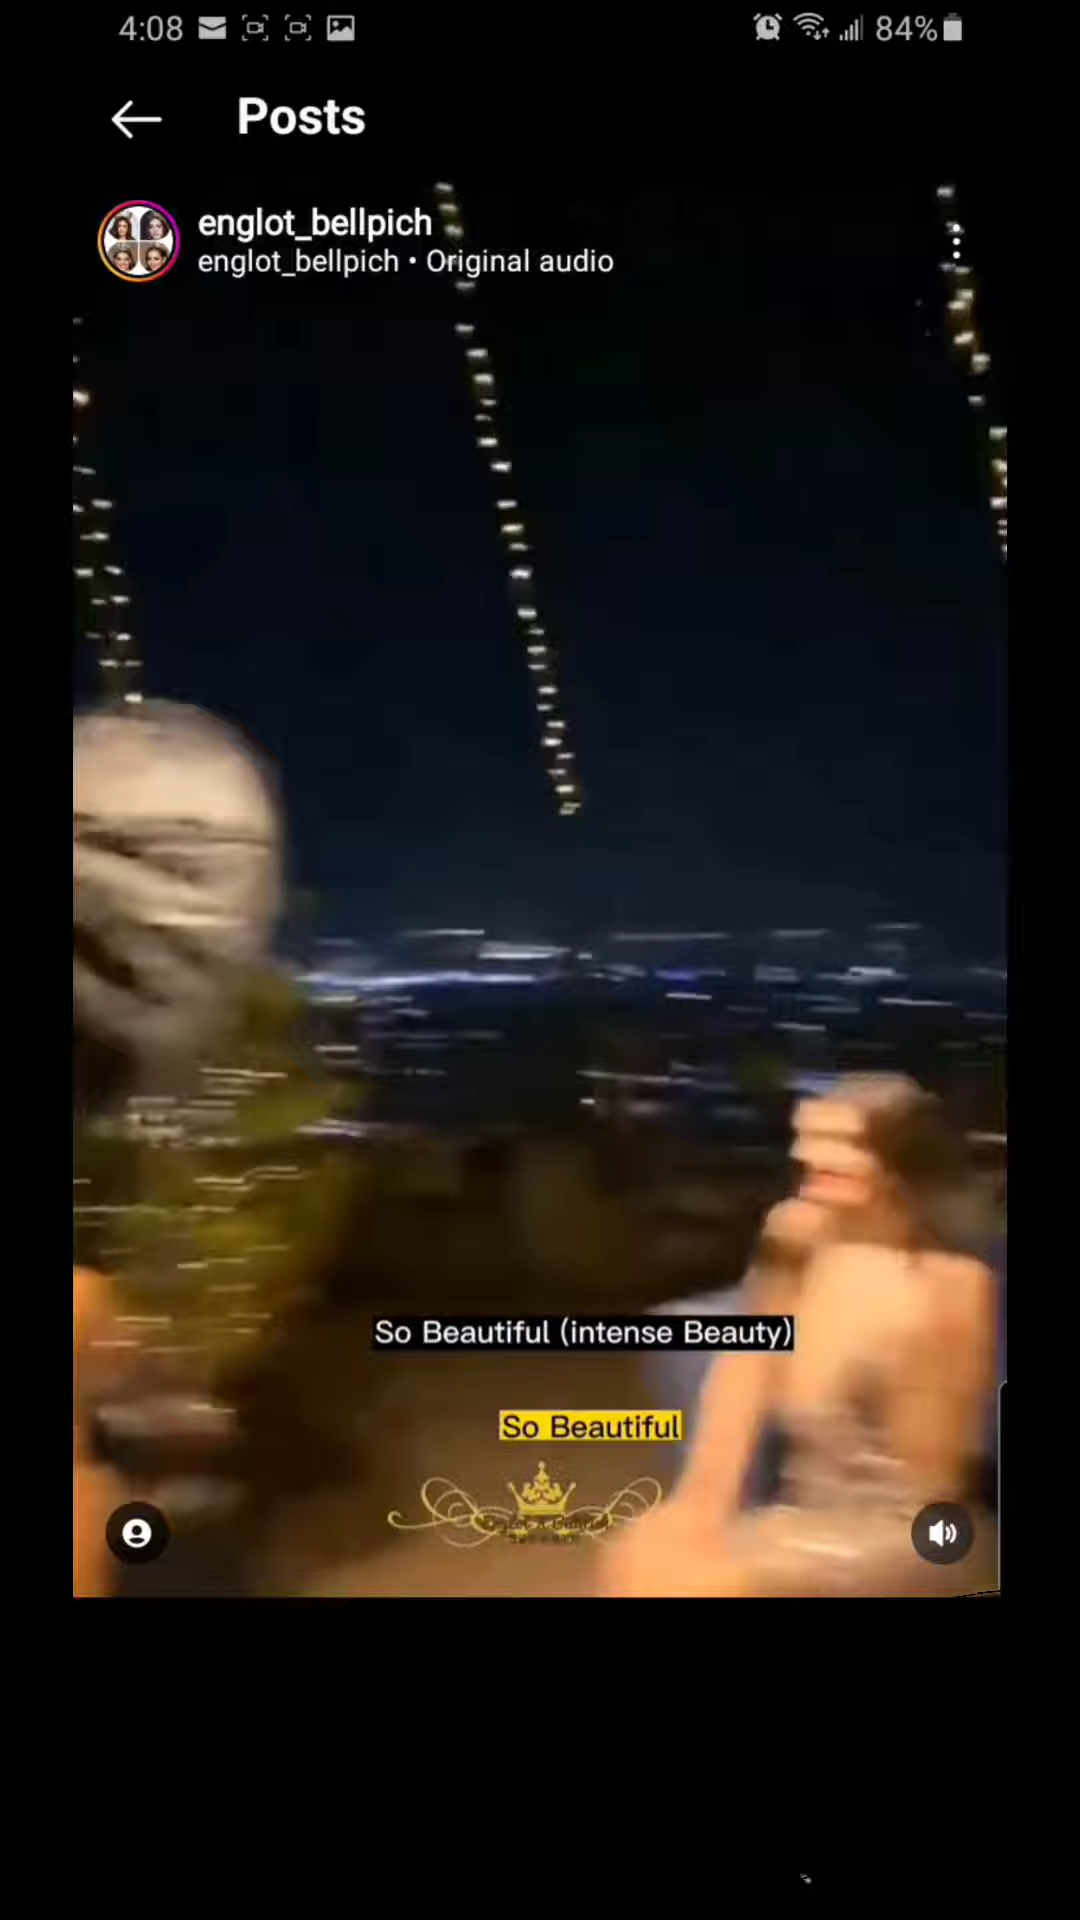 4:08
84%
Posts
englot_bellpich
englot_bellpich • Original audio
So Beautiful (intense Beauty)
So Beautiful